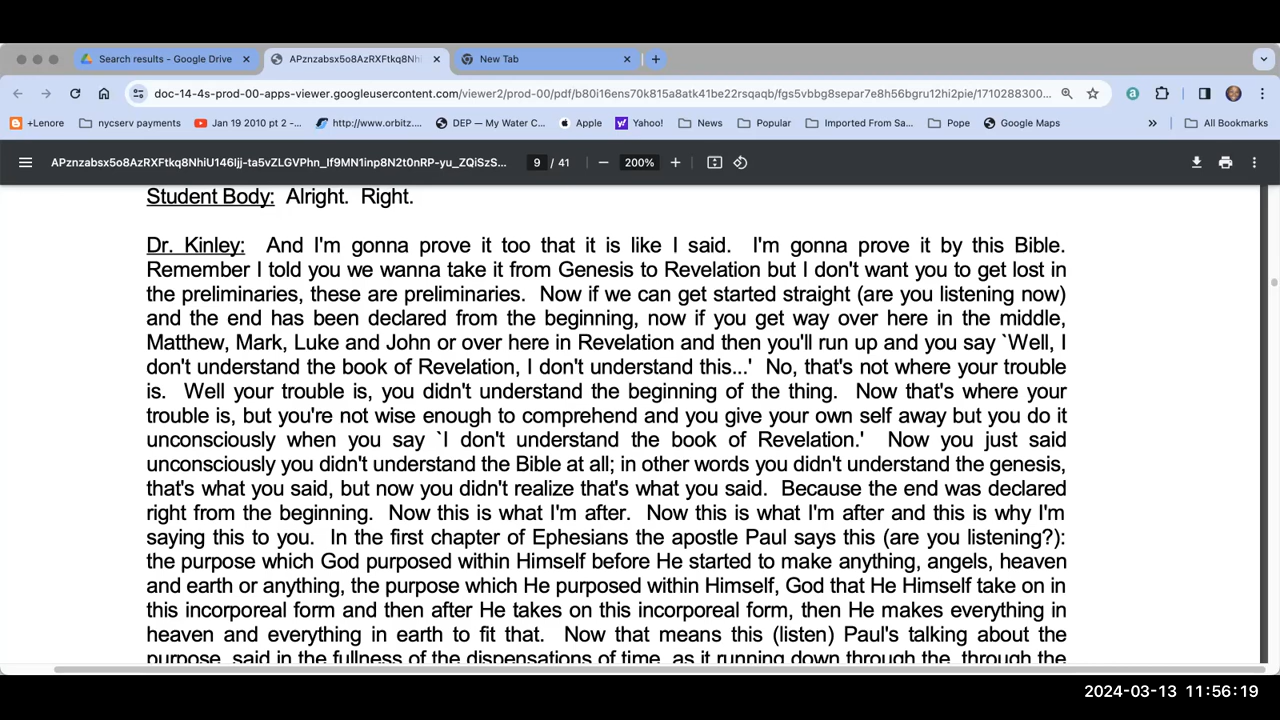 Search results - Google Drive
APznzabsx5o8AzRXFtkq8Nh
New Tab
doc-14-4s-prod-00-apps-viewer.googleusercontent.com/viewer2/prod-00/pdf/b80i16ens70k815a8atk41be22rsqaqb/fgs5vbbg8separ7e8h56bgru12hi2pie/1710288300...
+Lenore
nycserv payments
Jan 19 2010 pt 2 –...
http://www.orbitz....
DEP — My Water C...
Apple
Yahoo!
News
Popular
Imported From Sa...
Pope
Google Maps
All Bookmarks
9 / 41
200%
Student Body: Alright. Right.
Dr. Kinley: And I'm gonna prove it too that it is like I said. I'm gonna prove it by this Bible.
Remember I told you we wanna take it from Genesis to Revelation but I don't want you to get lost in
the preliminaries, these are preliminaries. Now if we can get started straight (are you listening now)
and the end has been declared from the beginning, now if you get way over here in the middle,
Matthew, Mark, Luke and John or over here in Revelation and then you'll run up and you say `Well, I
don't understand the book of Revelation, I don't understand this...' No, that's not where your trouble
is. Well your trouble is, you didn't understand the beginning of the thing. Now that's where your
trouble is, but you're not wise enough to comprehend and you give your own self away but you do it
unconsciously when you say `I don't understand the book of Revelation.' Now you just said
unconsciously you didn't understand the Bible at all; in other words you didn't understand the genesis,
that's what you said, but now you didn't realize that's what you said. Because the end was declared
right from the beginning. Now this is what I'm after. Now this is what I'm after and this is why I'm
saying this to you. In the first chapter of Ephesians the apostle Paul says this (are you listening?):
the purpose which God purposed within Himself before He started to make anything, angels, heaven
and earth or anything, the purpose which He purposed within Himself, God that He Himself take on in
this incorporeal form and then after He takes on this incorporeal form, then He makes everything in
heaven and everything in earth to fit that. Now that means this (listen) Paul's talking about the
purpose, said in the fullness of the dispensations of time, as it running down through the, through the
2024-03-13 11:56:19